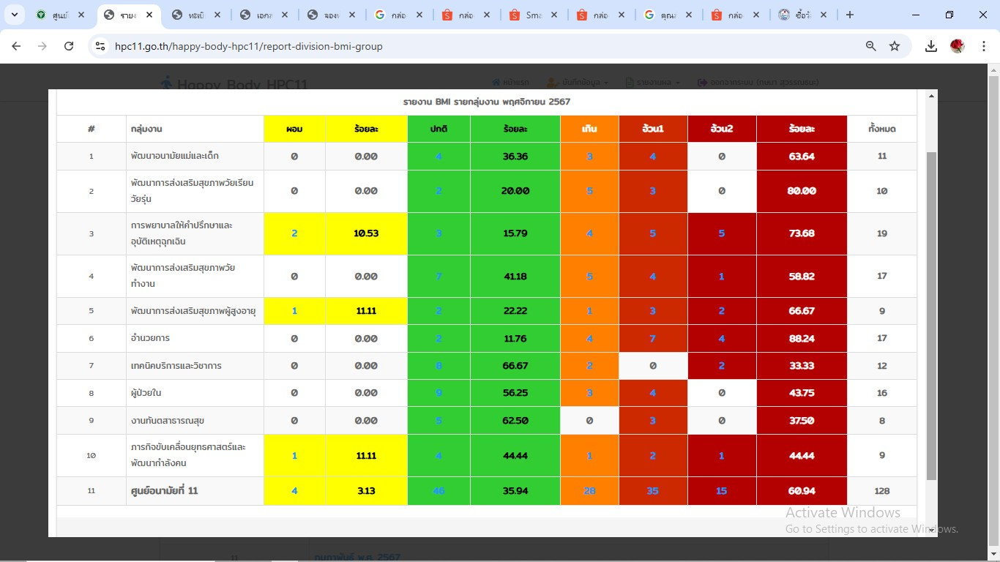 ศูนย์
ราย
ทะเบี
เอกส
จองห
กล่อ
กล่อ
Sma
กล่อ
คุณส
กล่อ
ซื้อวั
hpc11.go.th/happy-body-hpc11/report-division-bmi-group
Happy Body HPC11 หน้าแรก บันทึกข้อมูล รายงานผล
รายงาน BMI รายกลุ่มงาน พฤศจิกายน 2567
# กลุ่มงาน ผอม ร้อยละ ปกติ ร้อยละ เกิน อ้วน1 อ้วน2 ร้อยละ ทั้งหมด
1 พัฒนาอนามัยแม่และเด็ก 0 0.00 4 36.36 3 4 0 63.64 11
2 พัฒนาการส่งเสริมสุขภาพวัยเรียน
วัยรุ่น 0 0.00 2 20.00 5 3 0 80.00 10
3 การพยาบาลให้คำปรึกษาและ
อุบัติเหตุฉุกเฉิน 2 10.53 3 15.79 4 5 5 73.68 19
4 พัฒนาการส่งเสริมสุขภาพวัย
ทำงาน 0 0.00 7 41.18 5 4 1 58.82 17
5 พัฒนาการส่งเสริมสุขภาพผู้สูงอายุ 1 11.11 2 22.22 1 3 2 66.67 9
6 อำนวยการ 0 0.00 2 11.76 4 7 4 88.24 17
7 เทคนิคบริการและวิชาการ 0 0.00 8 66.67 2 0 2 33.33 12
8 ผู้ป่วยใน 0 0.00 9 56.25 3 4 0 43.75 16
9 งานทันตสาธารณสุข 0 0.00 5 62.50 0 3 0 37.50 8
10 ภารกิจขับเคลื่อนยุทธศาสตร์และ
พัฒนากำลังคน 1 11.11 4 44.44 1 2 1 44.44 9
11 ศูนย์อนามัยที่ 11 4 3.13 46 35.94 28 35 15 60.94 128
Activate Windows
Go to Settings to activate Windows.
11 กุมภาพันธ์ พ.ศ. 2567